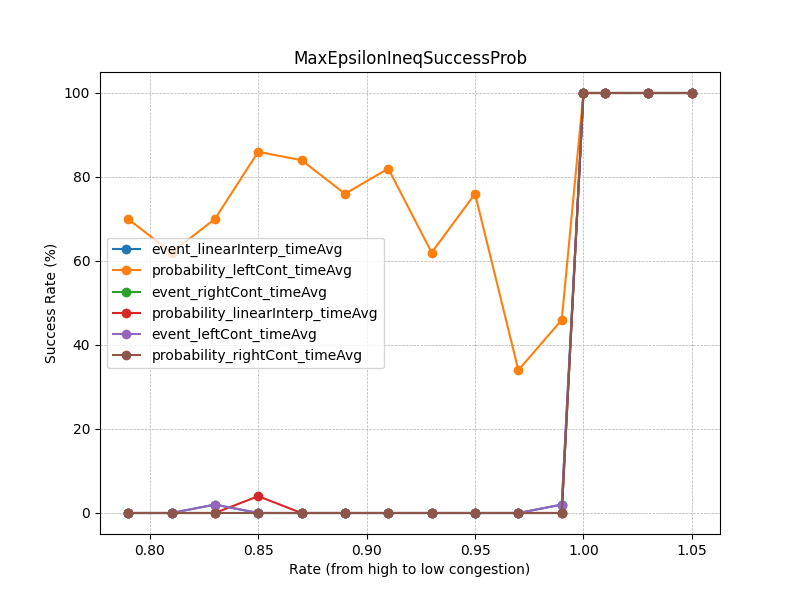 MaxEpsilonIneqSuccessProb
100
80
60
40
20
0
Success Rate (%)
event_linearInterp_timeAvg
probability_leftCont_timeAvg
event_rightCont_timeAvg
probability_linearInterp_timeAvg
event_leftCont_timeAvg
probability_rightCont_timeAvg
0.80 0.85 0.90 0.95 1.00 1.05
Rate (from high to low congestion)